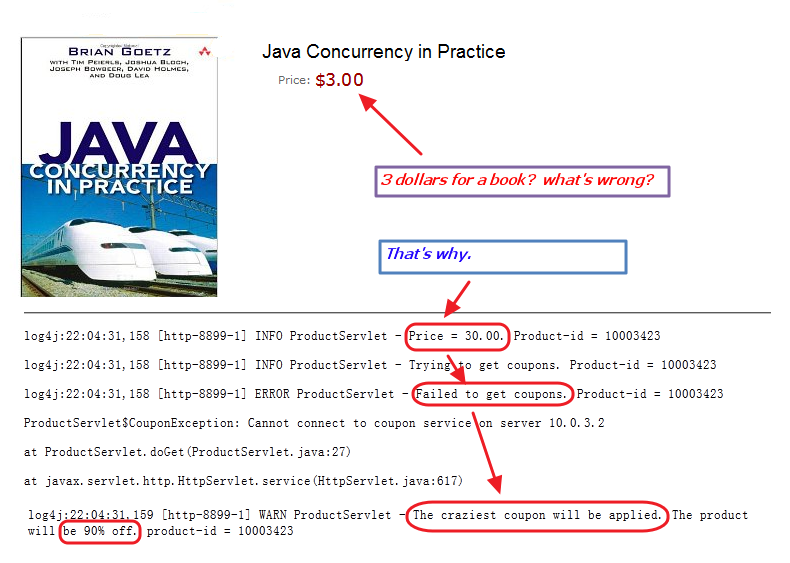 BRIAN GOETZ
WITH TIM PEIERLS, JOSHUA BLOCH,
JOSEPH BOWBEER, DAVID HOLMES,
AND DOUG LEA
JAVA
CONCURRENCY
IN PRACTICE
Java Concurrency in Practice
Price: $3.00
3 dollars for a book? what's wrong?
That's why.
log4j:22:04:31,158 [http-8899-1] INFO ProductServlet - Price = 30.00. Product-id = 10003423
log4j:22:04:31,158 [http-8899-1] INFO ProductServlet - Trying to get coupons. Product-id = 10003423
log4j:22:04:31,158 [http-8899-1] ERROR ProductServlet - Failed to get coupons. Product-id = 10003423
ProductServlet$CouponException: Cannot connect to coupon service on server 10.0.3.2
at ProductServlet.doGet(ProductServlet.java:27)
at javax.servlet.http.HttpServlet.service(HttpServlet.java:617)
log4j:22:04:31,159 [http-8899-1] WARN ProductServlet - The craziest coupon will be applied. The product
will be 90% off. product-id = 10003423